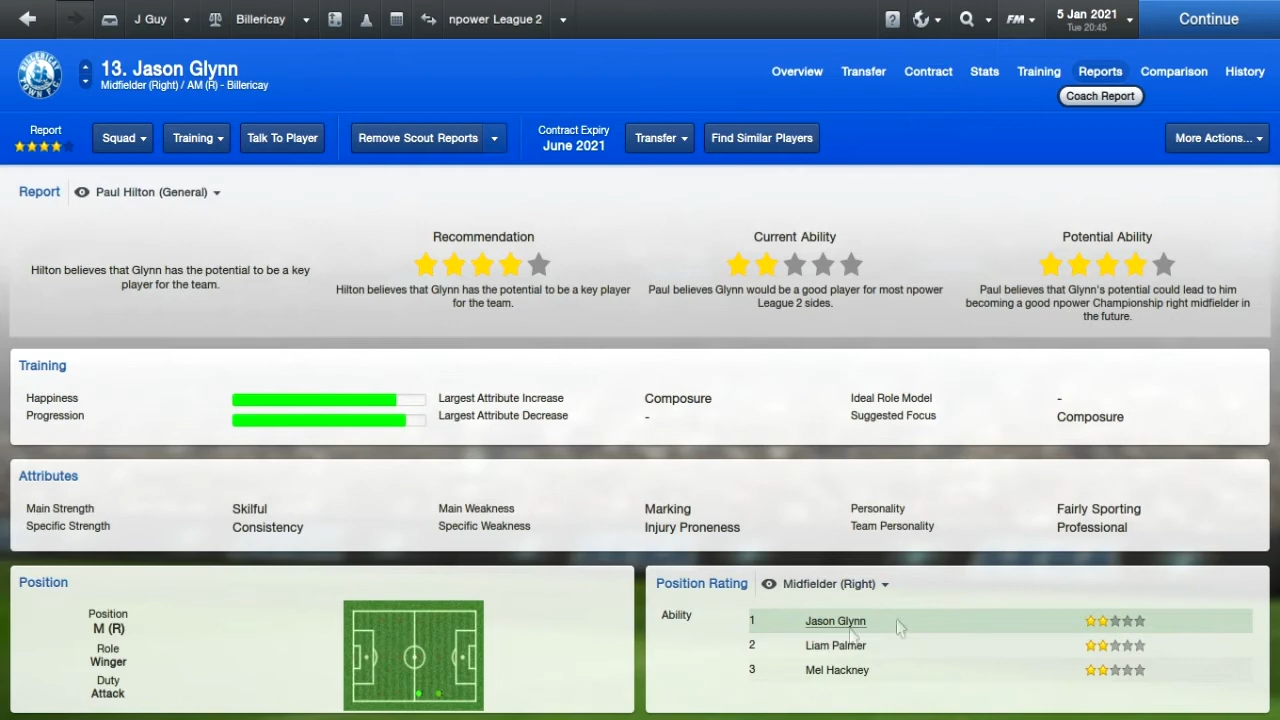 J Guy
Billericay
npower League 2
?
FM
5 Jan 2021
Tue 20:45
Continue
13. Jason Glynn
Midfielder (Right) / AM (R) - Billericay
Overview
Transfer
Contract
Stats
Training
Reports
Comparison
History
Coach Report
Report
Squad
Training
Talk To Player
Remove Scout Reports
Contract Expiry
June 2021
Transfer
Find Similar Players
More Actions...
Report
Paul Hilton (General)
Hilton believes that Glynn has the potential to be a key
player for the team.
Recommendation
Hilton believes that Glynn has the potential to be a key player
for the team.
Current Ability
Paul believes Glynn would be a good player for most npower
League 2 sides.
Potential Ability
Paul believes that Glynn's potential could lead to him
becoming a good npower Championship right midfielder in
the future.
Training
Happiness
Progression
Largest Attribute Increase
Composure
Largest Attribute Decrease
-
Ideal Role Model
-
Suggested Focus
Composure
Attributes
Main Strength
Skilful
Specific Strength
Consistency
Main Weakness
Marking
Specific Weakness
Injury Proneness
Personality
Fairly Sporting
Team Personality
Professional
Position
Position
M (R)
Role
Winger
Duty
Attack
Position Rating
Midfielder (Right)
Ability
1 Jason Glynn
2 Liam Palmer
3 Mel Hackney